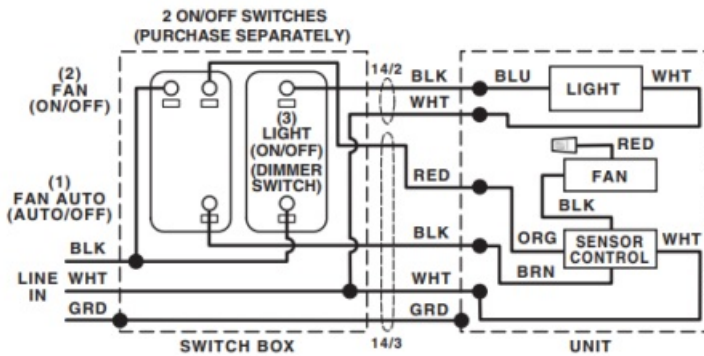 2 ON/OFF SWITCHES
(PURCHASE SEPARATELY)
(2)
FAN
(ON/OFF)
(1)
FAN AUTO
(AUTO/OFF)
(3)
LIGHT
(ON/OFF)
(DIMMER
SWITCH)
14/2
BLK
BLU
LIGHT
WHT
WHT
RED
RED
FAN
BLK
BLK
ORG
SENSOR
CONTROL
WHT
BRN
BLK
LINE
IN
WHT
WHT
GRD
GRD
SWITCH BOX
14/3
UNIT